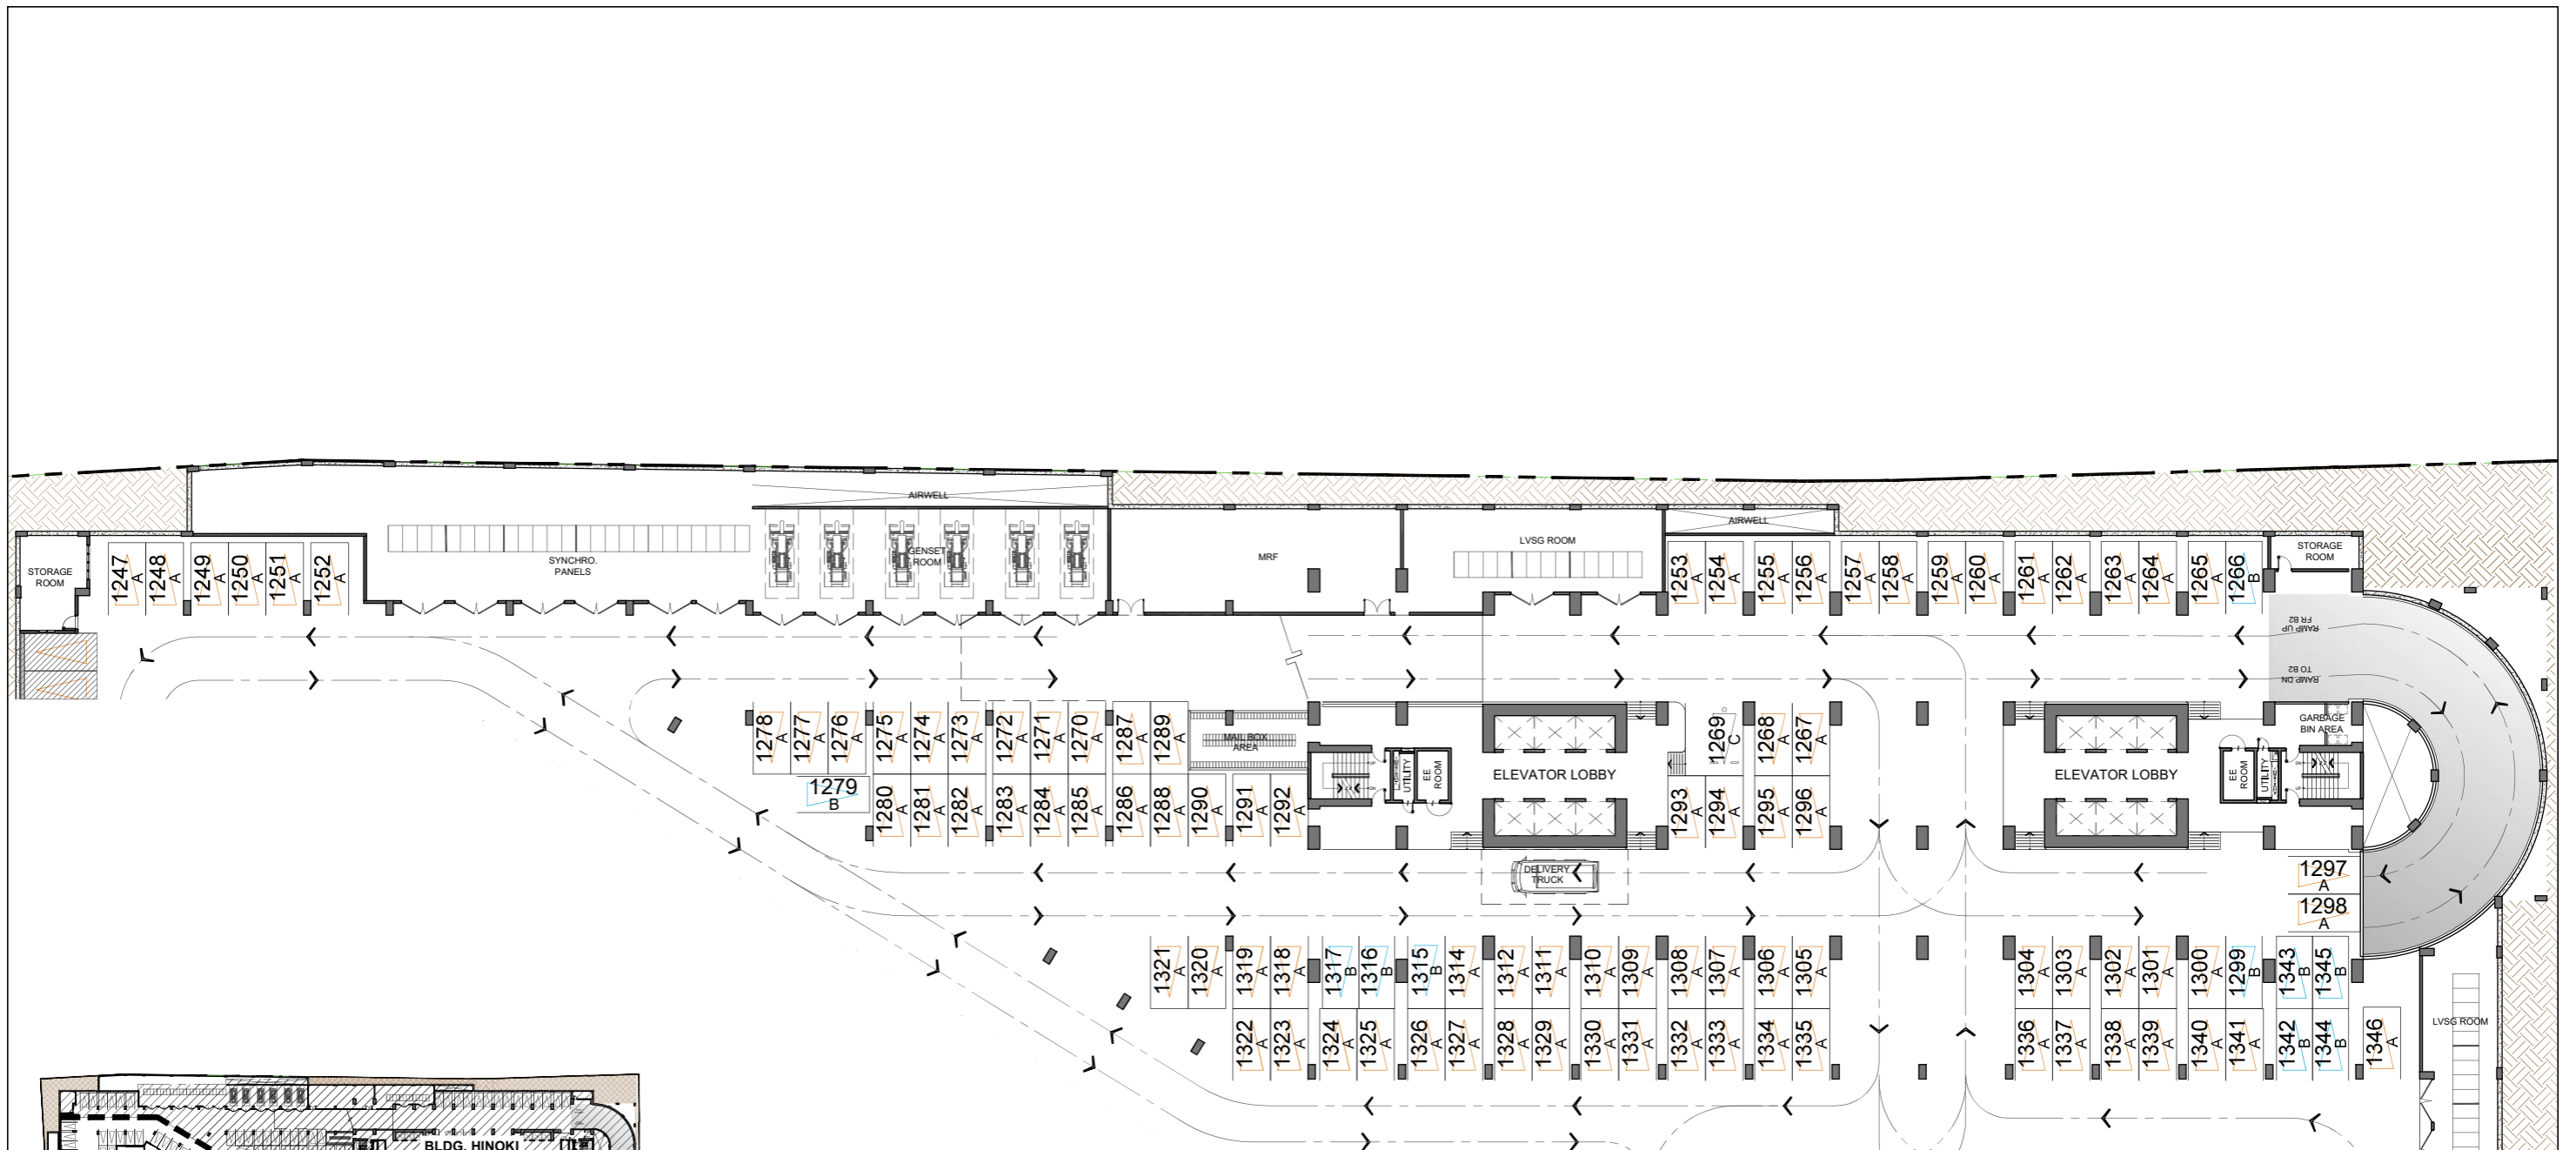 AIRWELL
AIRWELL
STORAGE
ROOM
1247 A
1248 A
1249 A
1250 A
1251 A
1252 A
SYNCHRO.
PANELS
GENSET
ROOM
MRF
LVSG ROOM
1253 A
1254 A
1255 A
1256 A
1257 A
1258 A
1259 A
1260 A
1261 A
1262 A
1263 A
1264 A
1265 A
1266 B
STORAGE
ROOM
RAMP UP
FR B2
RAMP DN
TO B2
1278 A
1277 A
1276 A
1275 A
1274 A
1273 A
1272 A
1271 A
1270 A
1287 A
1289 A
MAIL BOX
AREA
1269 C
1268 A
1267 A
GARBAGE
BIN AREA
UTILITY
EE
ROOM
ELEVATOR LOBBY
ELEVATOR LOBBY
EE
ROOM
UTILITY
1279
B
1280 A
1281 A
1282 A
1283 A
1284 A
1285 A
1286 A
1288 A
1290 A
1291 A
1292 A
1293 A
1294 A
1295 A
1296 A
DELIVERY
TRUCK
1297
A
1298
A
1321 A
1320 A
1319 A
1318 A
1317 B
1316 B
1315 B
1314 A
1312 A
1311 A
1310 A
1309 A
1308 A
1307 A
1306 A
1305 A
1304 A
1303 A
1302 A
1301 A
1300 A
1299 B
1343 B
1345 B
1322 A
1323 A
1324 A
1325 A
1326 A
1327 A
1328 A
1329 A
1330 A
1331 A
1332 A
1333 A
1334 A
1335 A
1336 A
1337 A
1338 A
1339 A
1340 A
1341 A
1342 B
1344 B
1346 A
LVSG ROOM
BLDG. HINOKI